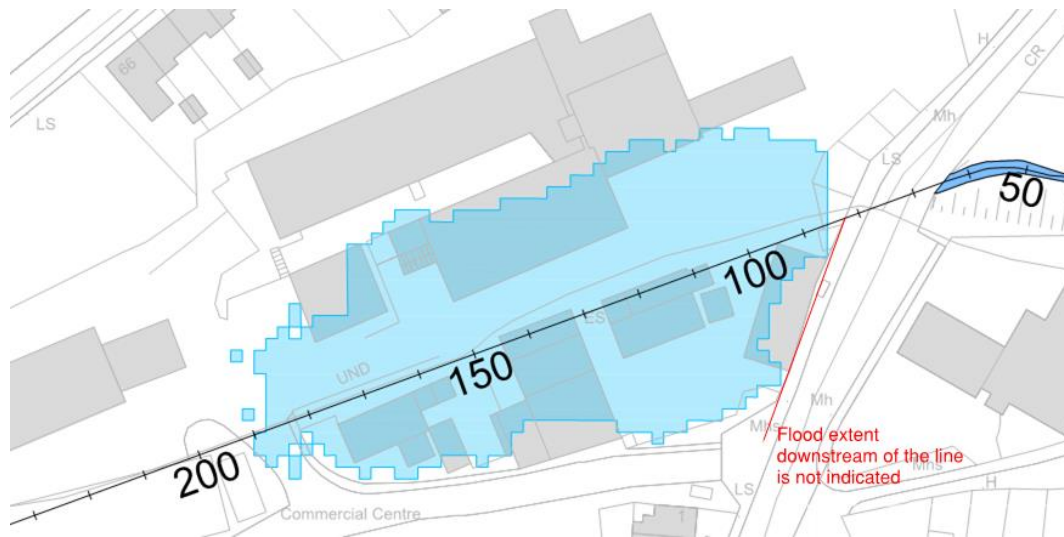 66
LS
H
CR
Mh
LS
50
100
ES
UND
150
200
Mh
Mhs
Flood extent
downstream of the line
is not indicated
Mhs
H
LS
Commercial Centre
1